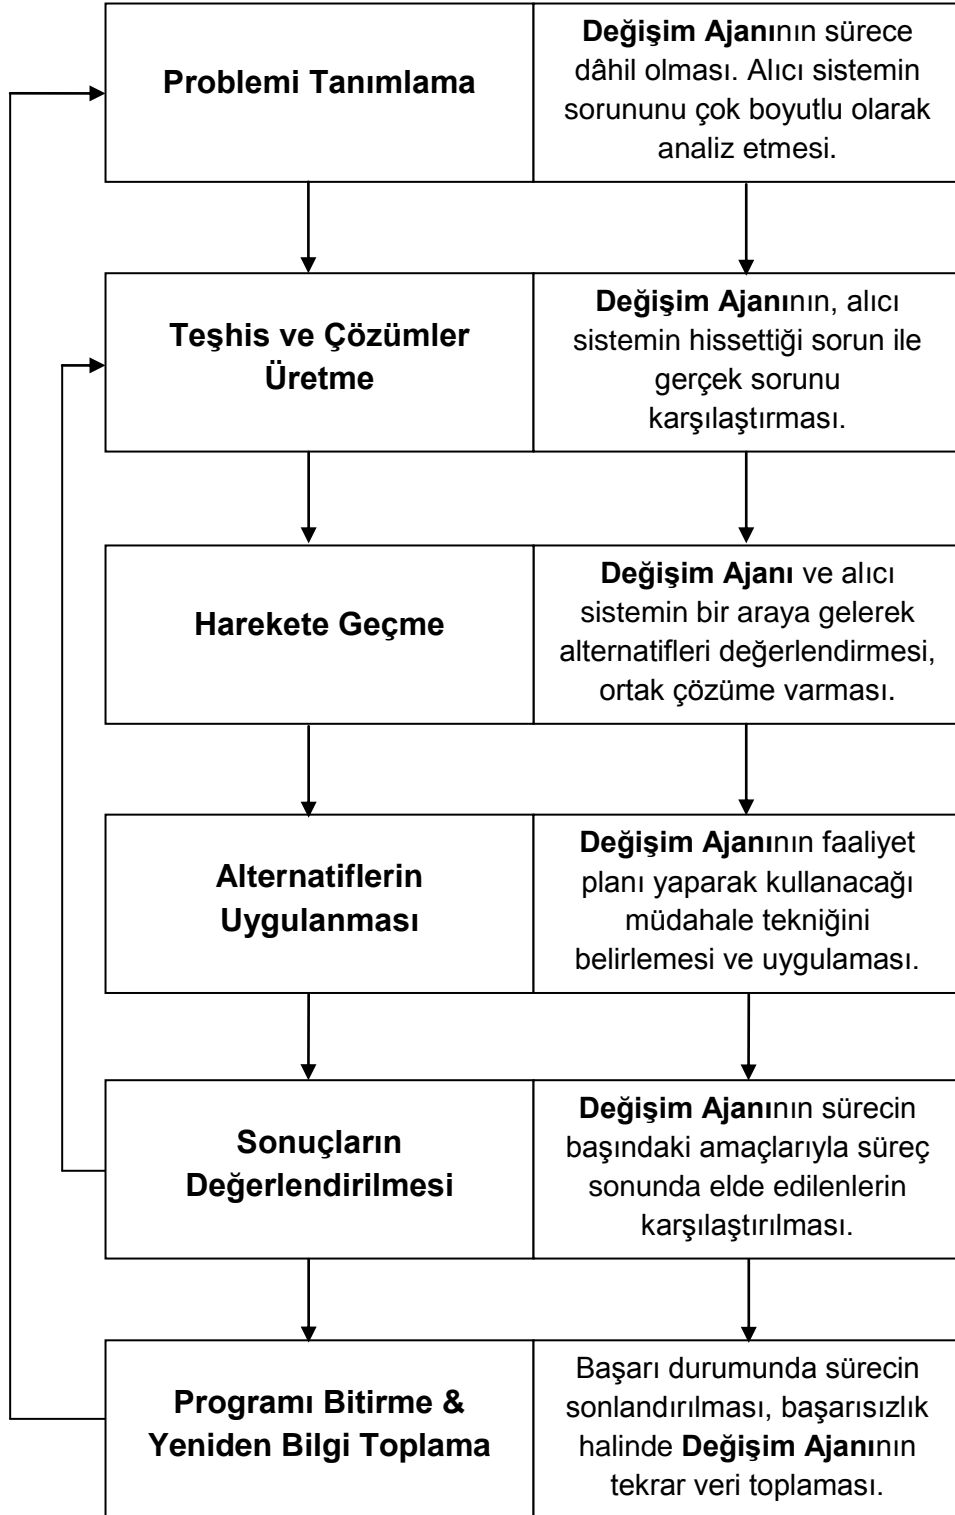 Problemi Tanımlama
Değişim Ajanının sürece
dâhil olması. Alıcı sistemin
sorununu çok boyutlu olarak
analiz etmesi.
Teşhis ve Çözümler
Üretme
Değişim Ajanının, alıcı
sistemin hissettiği sorun ile
gerçek sorunu
karşılaştırması.
Harekete Geçme
Değişim Ajanı ve alıcı
sistemin bir araya gelerek
alternatifleri değerlendirmesi,
ortak çözüme varması.
Alternatiflerin
Uygulanması
Değişim Ajanının faaliyet
planı yaparak kullanacağı
müdahale tekniğini
belirlemesi ve uygulaması.
Sonuçların
Değerlendirilmesi
Değişim Ajanının sürecin
başındaki amaçlarıyla süreç
sonunda elde edilenlerin
karşılaştırılması.
Programı Bitirme &
Yeniden Bilgi Toplama
Başarı durumunda sürecin
sonlandırılması, başarısızlık
halinde Değişim Ajanının
tekrar veri toplaması.